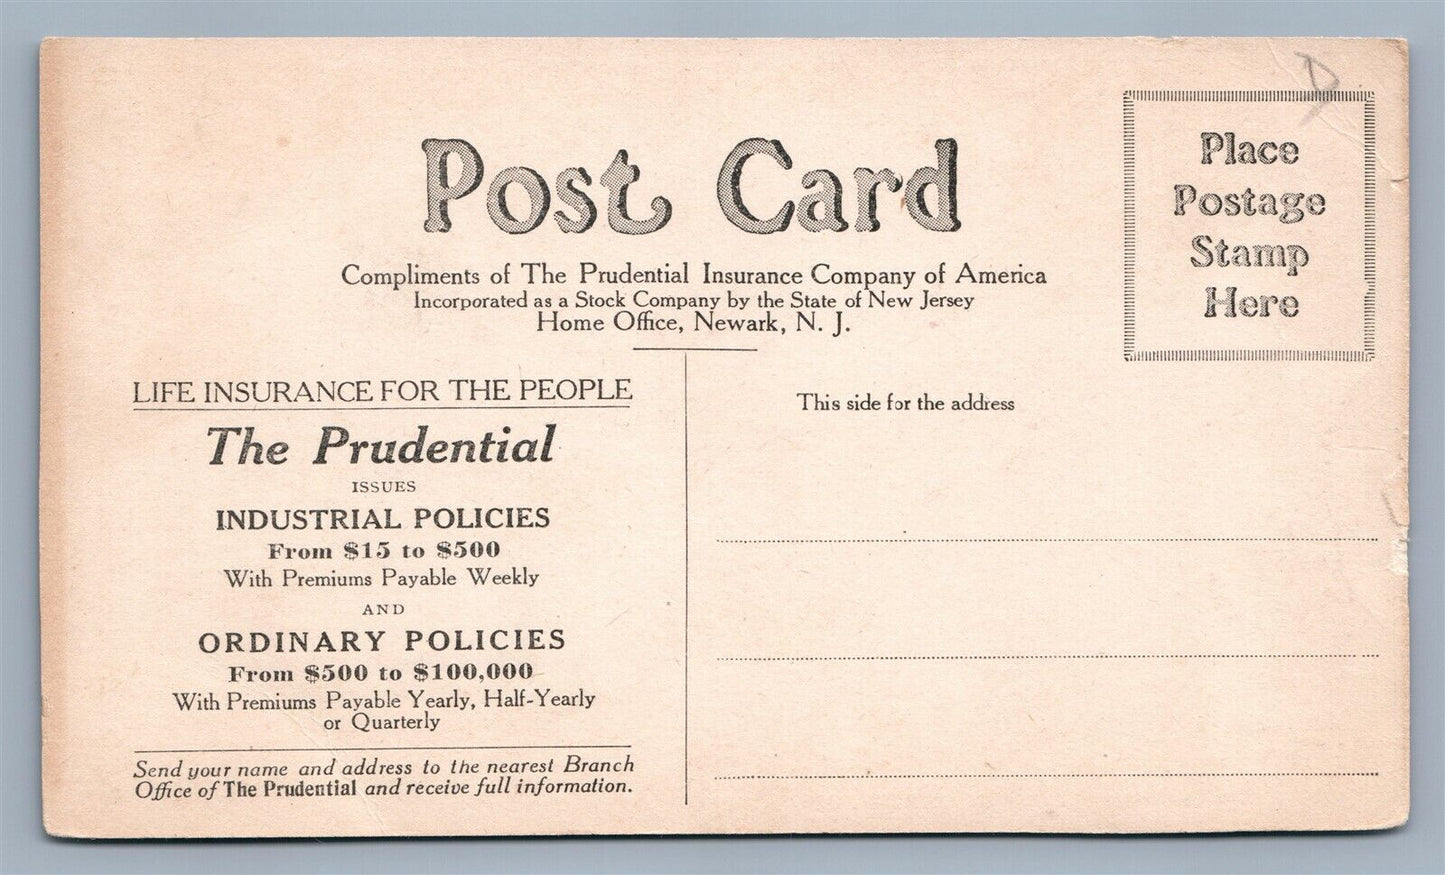 D
Post Card
Place
Postage
Stamp
Here
Compliments of The Prudential Insurance Company of America
Incorporated as a Stock Company by the State of New Jersey
Home Office, Newark, N. J.
LIFE INSURANCE FOR THE PEOPLE
The Prudential
ISSUES
INDUSTRIAL POLICIES
From $15 to $500
With Premiums Payable Weekly
AND
ORDINARY POLICIES
From $500 to $100,000
With Premiums Payable Yearly, Half-Yearly
or Quarterly
Send your name and address to the nearest Branch
Office of The Prudential and receive full information.
This side for the address